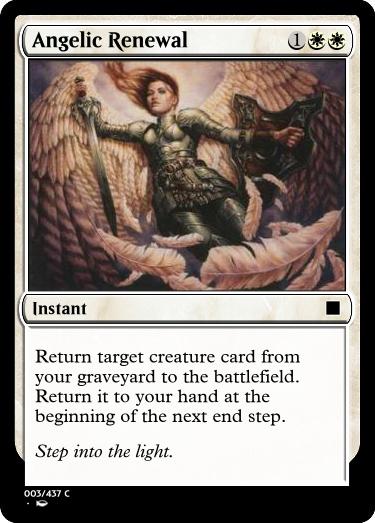 Angelic Renewal 1
Instant
Return target creature card from
your graveyard to the battlefield.
Return it to your hand at the
beginning of the next end step.
Step into the light.
003/437 C